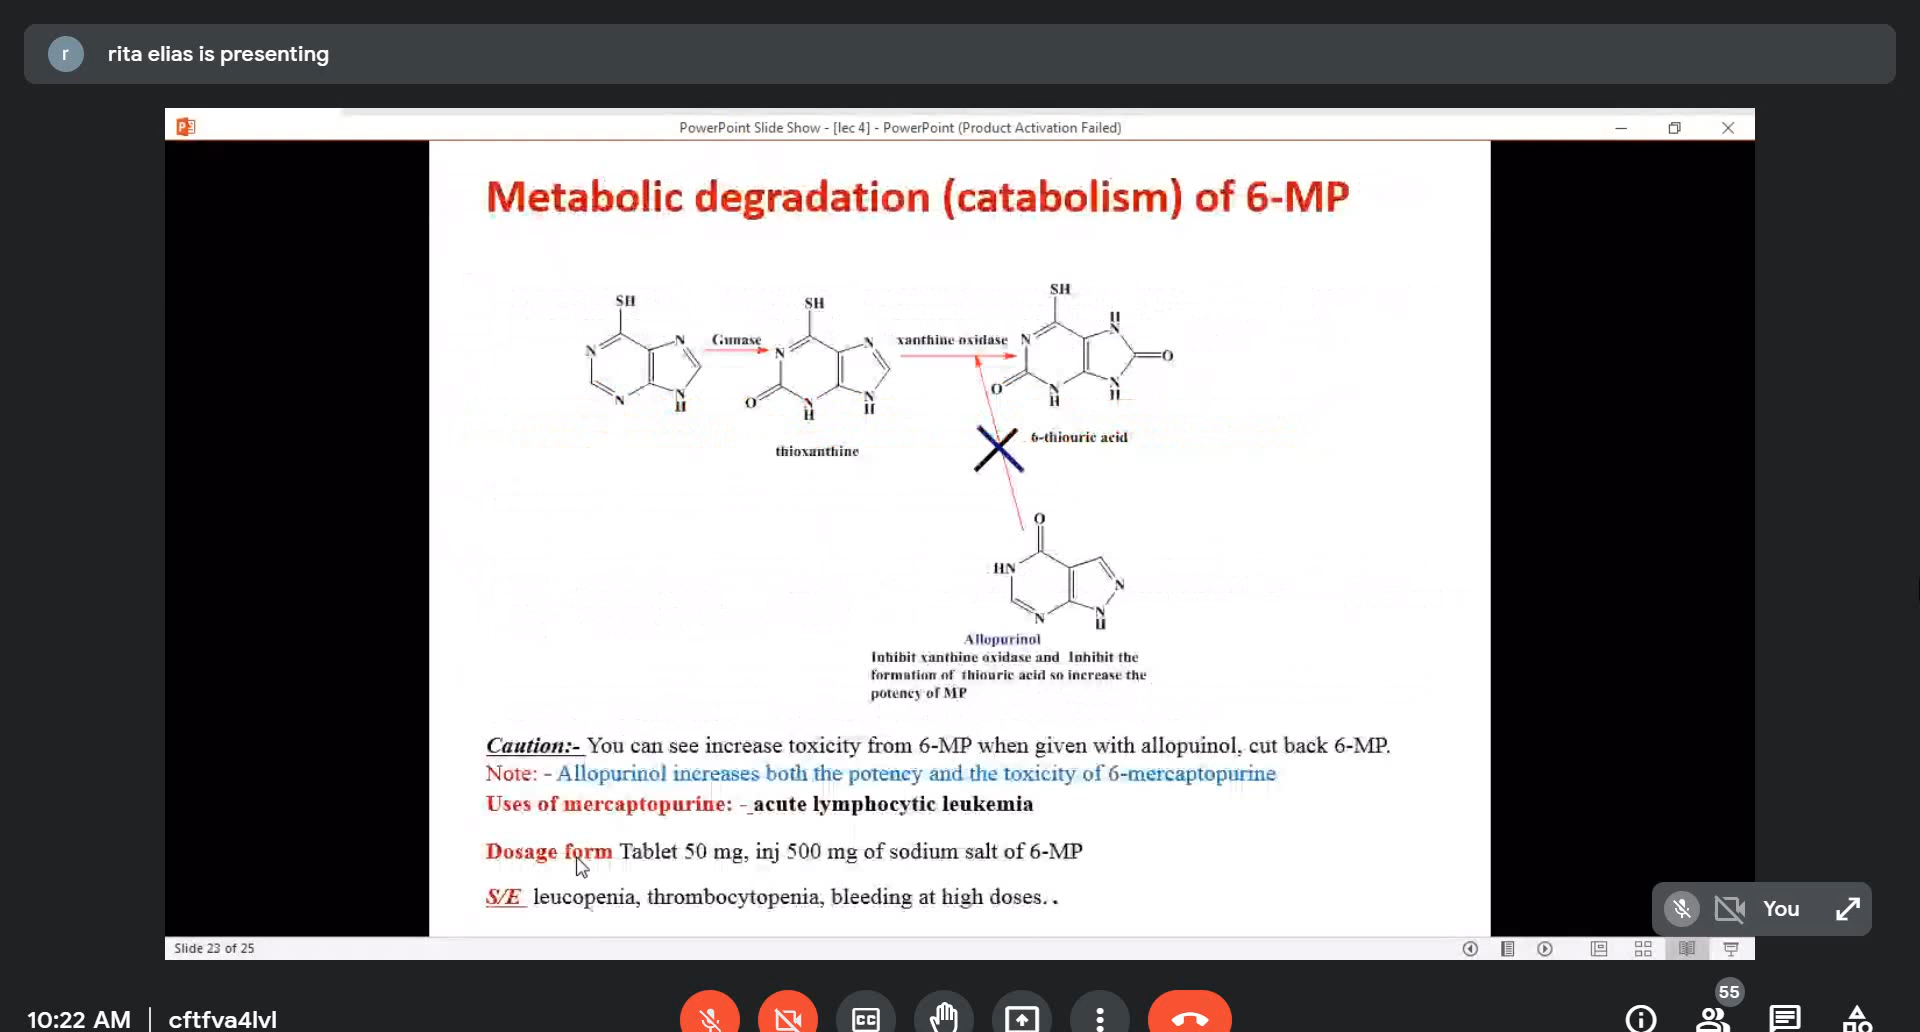 r rita elias is presenting
PowerPoint Slide Show - [lec 4] - PowerPoint (Product Activation Failed)
Metabolic degradation (catabolism) of 6-MP
SH
N
N
N
N
H
Gunase
SH
N
N
O
N
H
N
H
thioxanthine
xanthine oxidase
SH
H
N
N
O
O
N
H
N
H
6-thiouric acid
O
HN
N
N
N
H
Allopurinol
Inhibit xanthine oxidase and Inhibit the
formation of thiouric acid so increase the
potency of MP
Caution:- You can see increase toxicity from 6-MP when given with allopuinol, cut back 6-MP.
Note: - Allopurinol increases both the potency and the toxicity of 6-mercaptopurine
Uses of mercaptopurine: - acute lymphocytic leukemia
Dosage form Tablet 50 mg, inj 500 mg of sodium salt of 6-MP
S/E leucopenia, thrombocytopenia, bleeding at high doses. .
You
Slide 23 of 25
55
10:22 AM | cftfva4lvl
CC